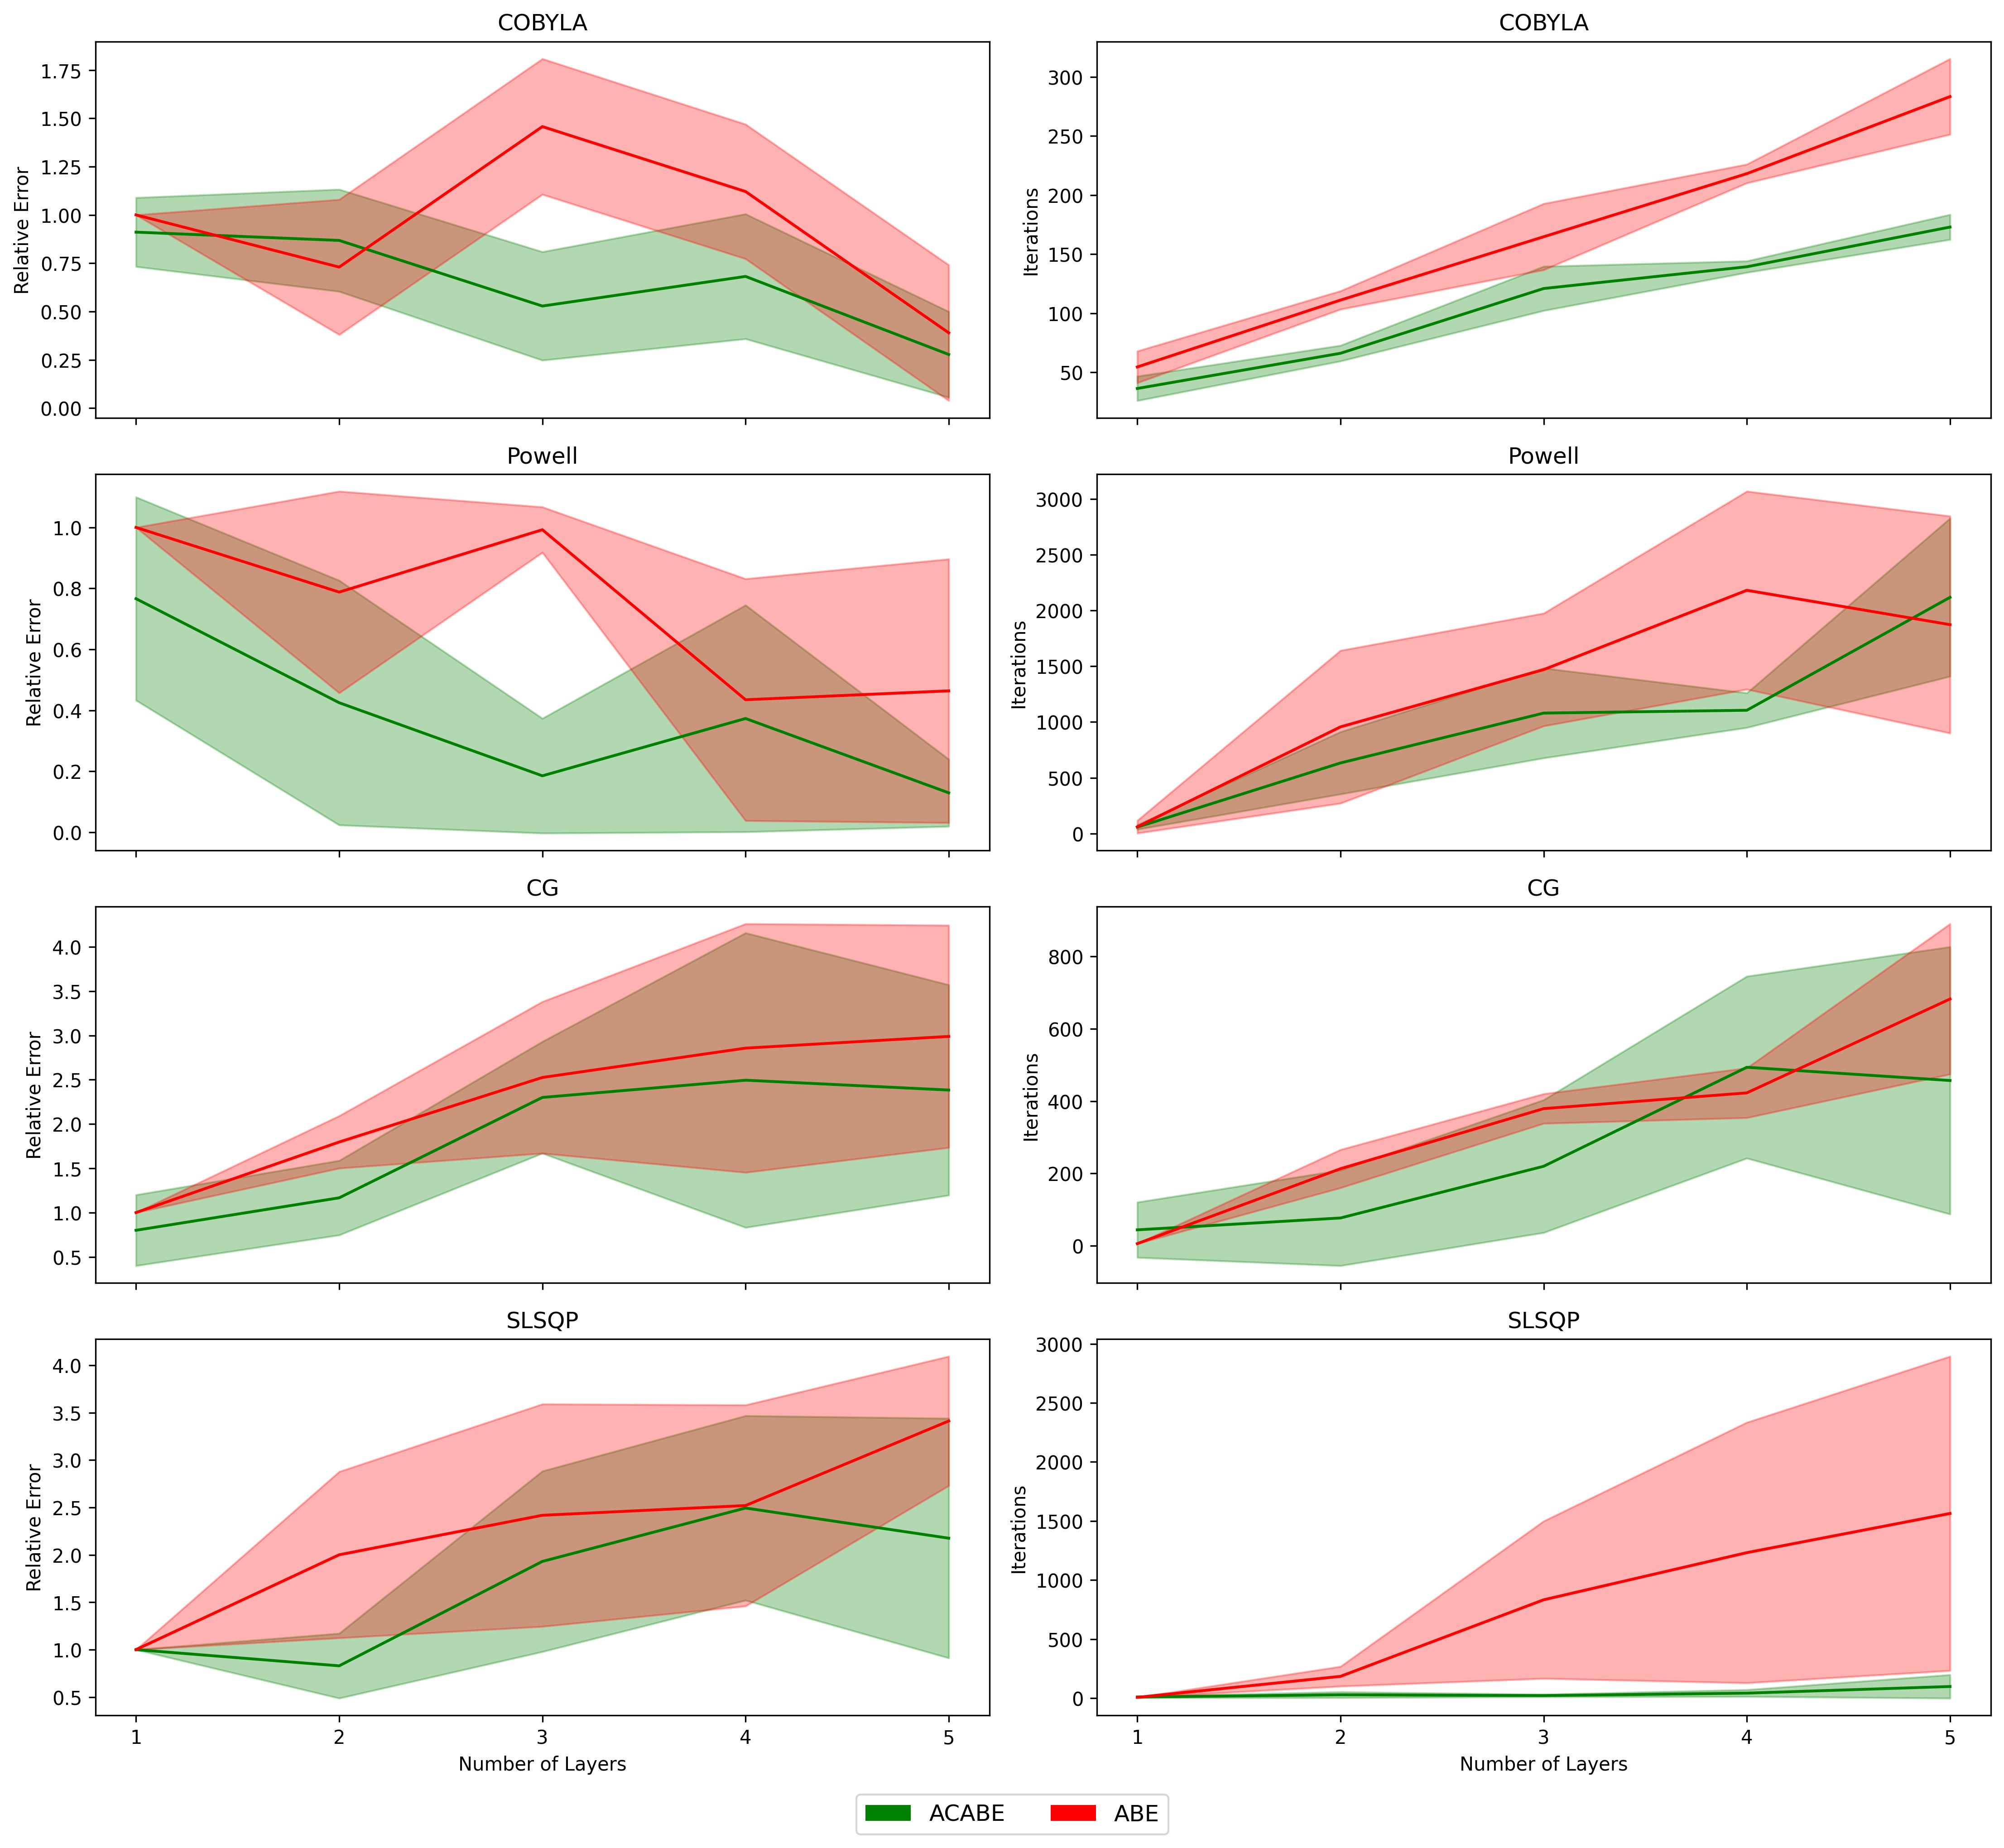 COBYLA
Relative Error
1.75
1.50
1.25
1.00
0.75
0.50
0.25
0.00
COBYLA
Iterations
300
250
200
150
100
50
Powell
Relative Error
1.0
0.8
0.6
0.4
0.2
0.0
Powell
Iterations
3000
2500
2000
1500
1000
500
0
CG
Relative Error
4.0
3.5
3.0
2.5
2.0
1.5
1.0
0.5
CG
Iterations
800
600
400
200
0
SLSQP
Relative Error
4.0
3.5
3.0
2.5
2.0
1.5
1.0
0.5
1 2 3 4 5
Number of Layers
SLSQP
Iterations
3000
2500
2000
1500
1000
500
0
1 2 3 4 5
Number of Layers
ACABE ABE